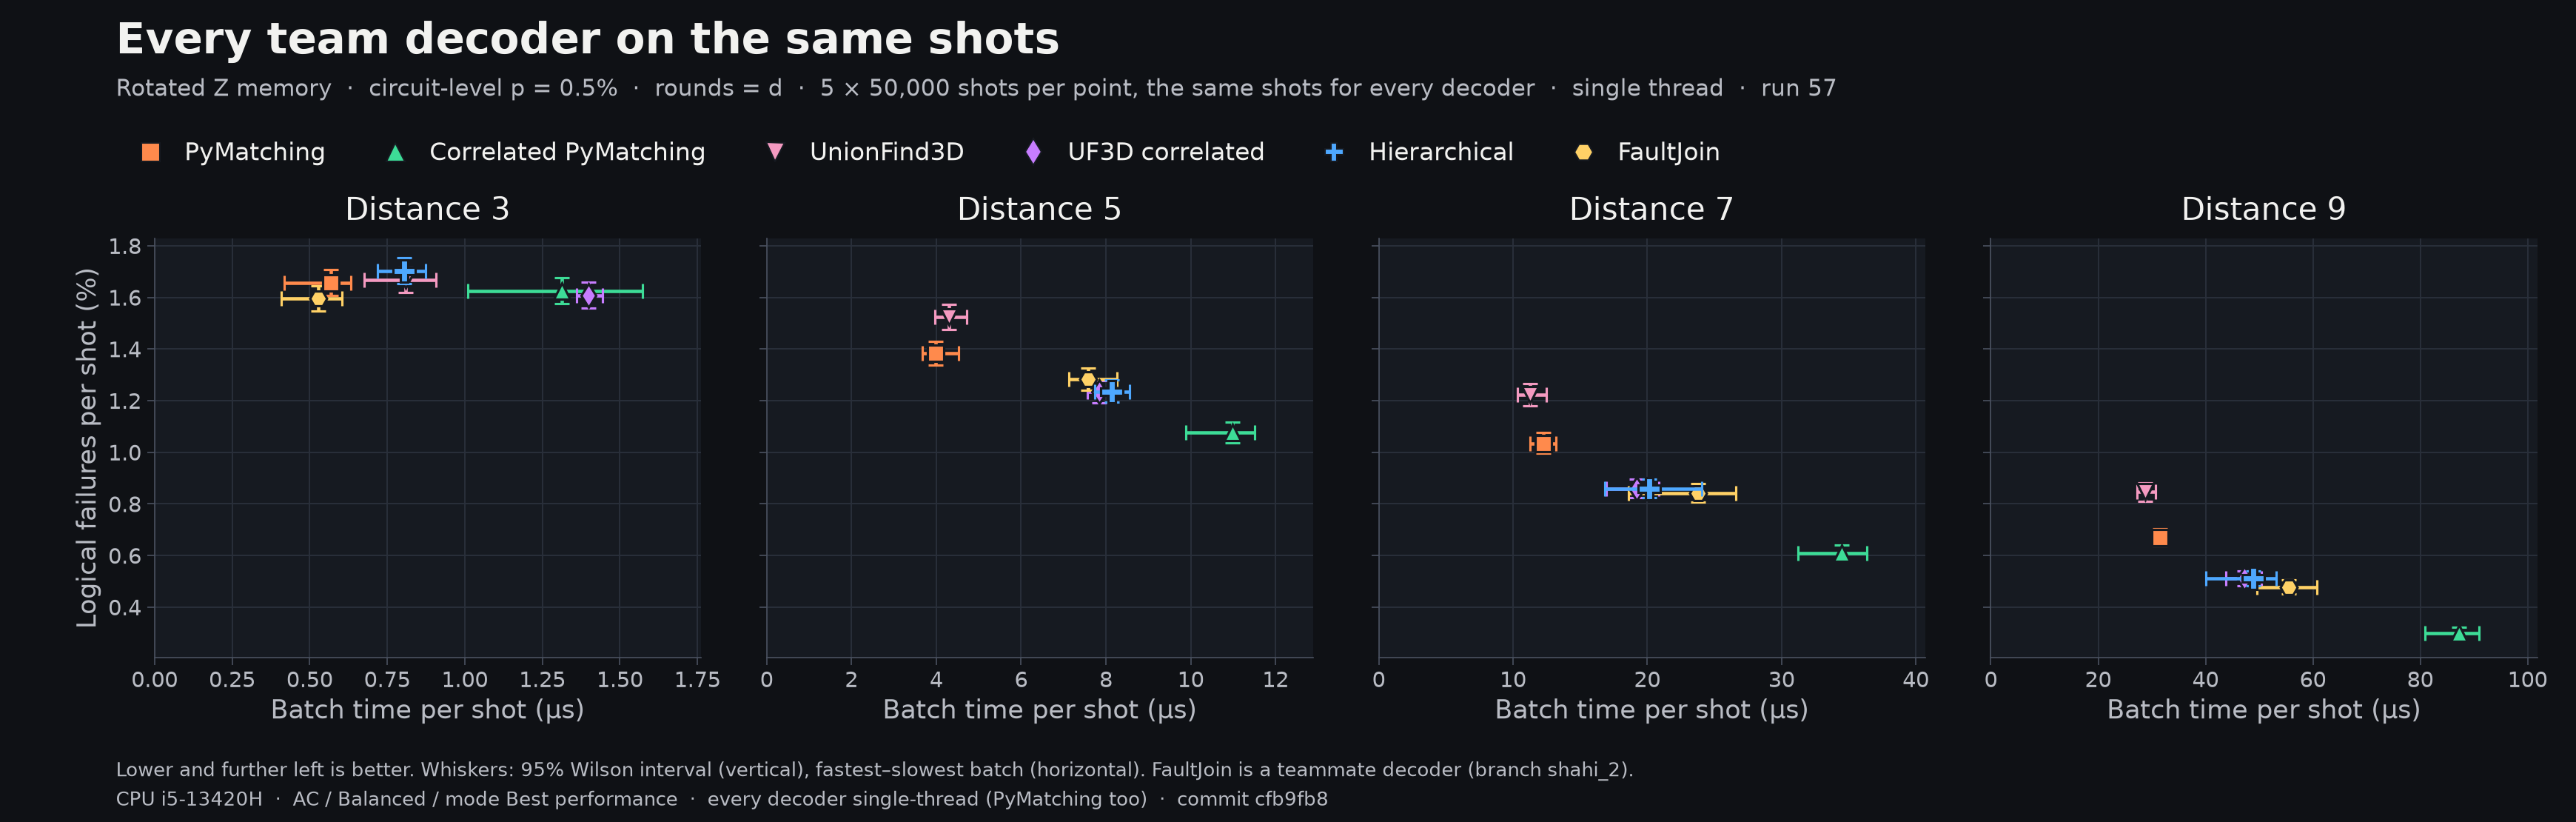 Every team decoder on the same shots
Rotated Z memory · circuit-level p = 0.5% · rounds = d · 5 × 50,000 shots per point, the same shots for every decoder · single thread · run 57
PyMatching Correlated PyMatching UnionFind3D UF3D correlated Hierarchical FaultJoin
Distance 3
Distance 5
Distance 7
Distance 9
Logical failures per shot (%)
1.8
1.6
1.4
1.2
1.0
0.8
0.6
0.4
0.00 0.25 0.50 0.75 1.00 1.25 1.50 1.75
0 2 4 6 8 10 12
0 10 20 30 40
0 20 40 60 80 100
Batch time per shot (µs)
Batch time per shot (µs)
Batch time per shot (µs)
Batch time per shot (µs)
Lower and further left is better. Whiskers: 95% Wilson interval (vertical), fastest–slowest batch (horizontal). FaultJoin is a teammate decoder (branch shahi_2).
CPU i5-13420H · AC / Balanced / mode Best performance · every decoder single-thread (PyMatching too) · commit cfb9fb8